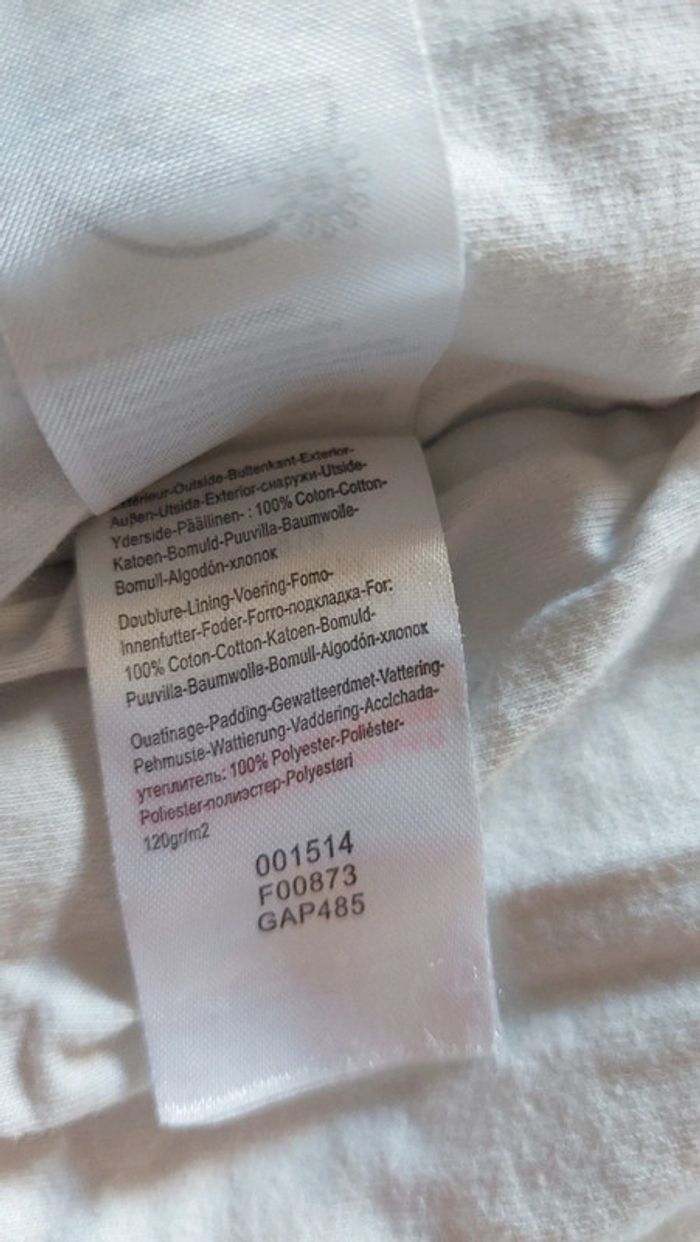 Outside-Buitenkant-Exterior-
Außen-Utsida-Exterior-снаружи-Utside-
Yderside-Päällinen- : 100% Coton-Cotton-
Katoen-Bomuld-Puuvilla-Baumwolle-
Bomull-Algodón-хлопок
Doublure-Lining-Voering-Forno-
Innenfutter-Foder-Forro-подкладка-For:
100% Coton-Cotton-Katoen-Bomuld-
Puuvilla-Baumwolle-Bomull-Algodón-хлопок
Ouatinage-Padding-Gewatteerdmet-Vattering-
Pehmuste-Wattierung-Vaddering-Acclchada-
утеплитель: 100% Polyester-Poliéster-
Poliester-полиэстер-Polyesteri
120gr/m2
001514
F00873
GAP485